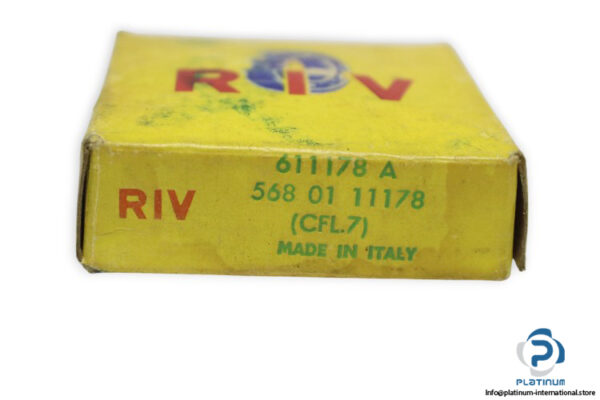 RIV
611178 A
568 01 11178
RIV
(CFL.7)
MADE IN ITALY
PLATINUM
Info@platinum-international.store